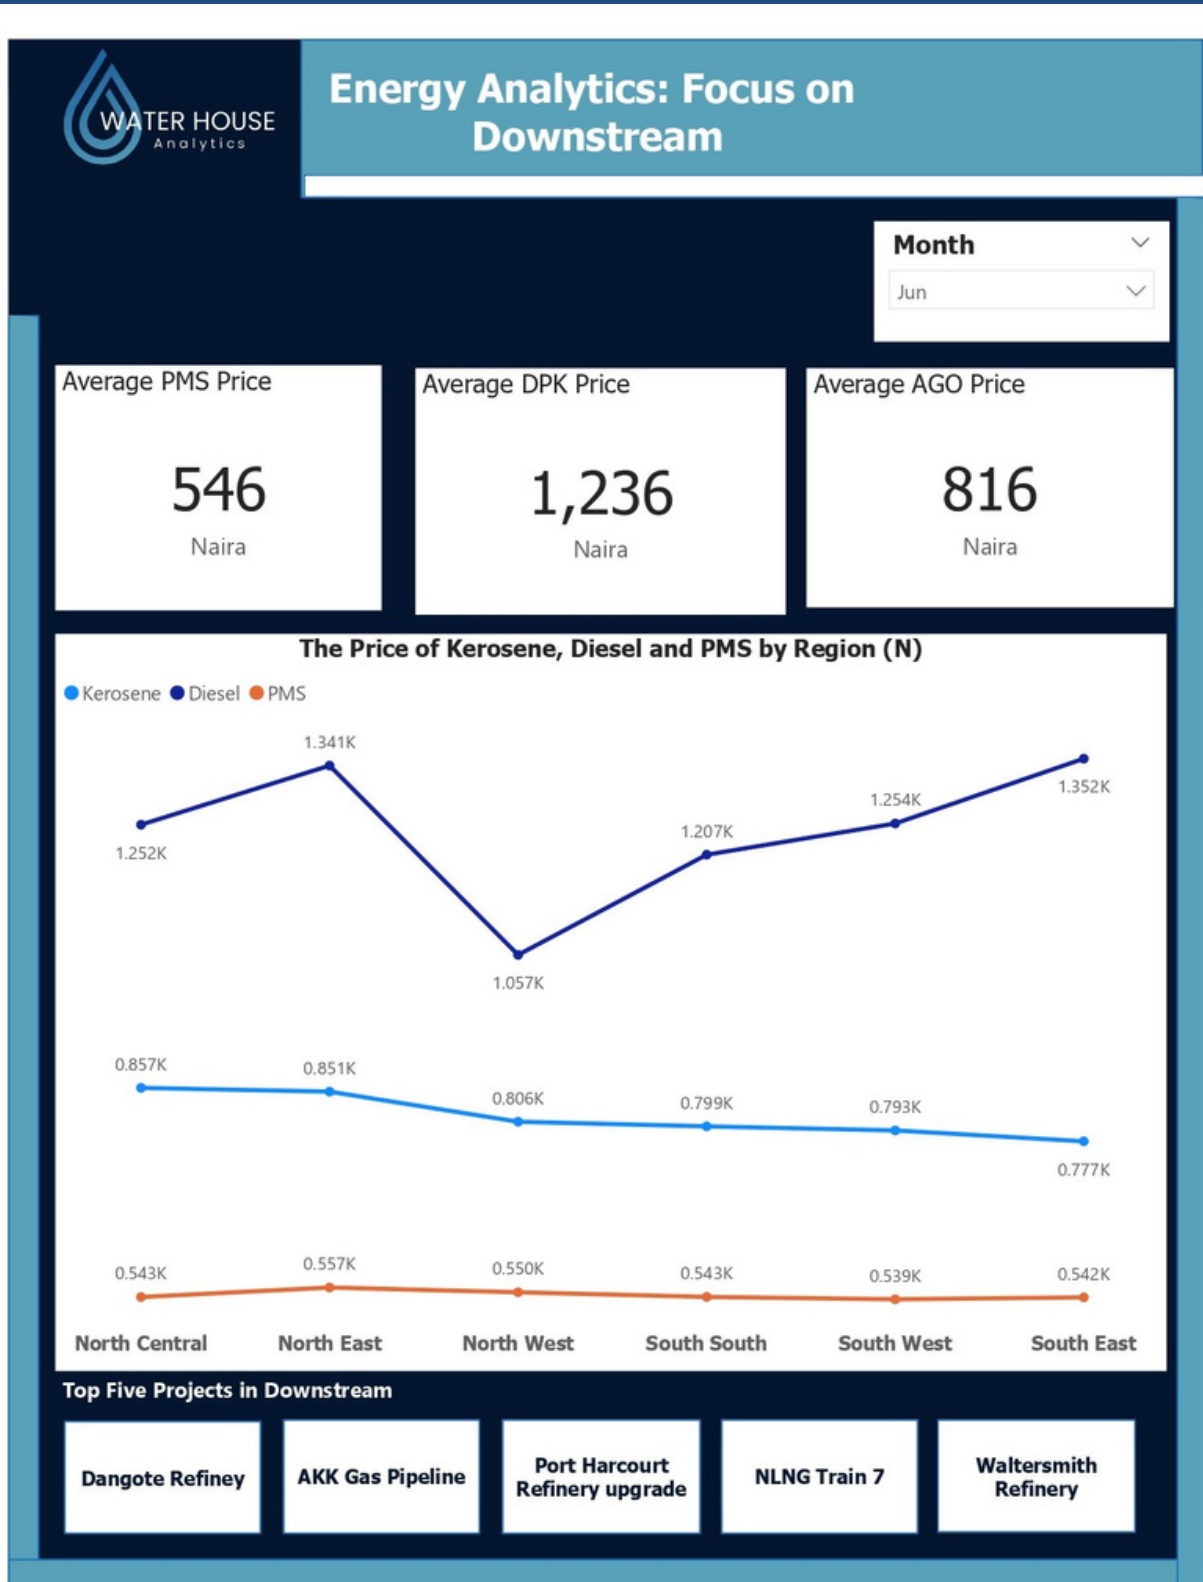 WATER HOUSE
Analytics
Energy Analytics: Focus on
Downstream
Month
Jun
Average PMS Price
546
Naira
Average DPK Price
1,236
Naira
Average AGO Price
816
Naira
The Price of Kerosene, Diesel and PMS by Region (N)
Kerosene Diesel PMS
1.252K
1.341K
1.057K
1.207K
1.254K
1.352K
0.857K
0.851K
0.806K
0.799K
0.793K
0.777K
0.543K
0.557K
0.550K
0.543K
0.539K
0.542K
North Central North East North West South South South West South East
Top Five Projects in Downstream
Dangote Refiney
AKK Gas Pipeline
Port Harcourt
Refinery upgrade
NLNG Train 7
Waltersmith
Refinery